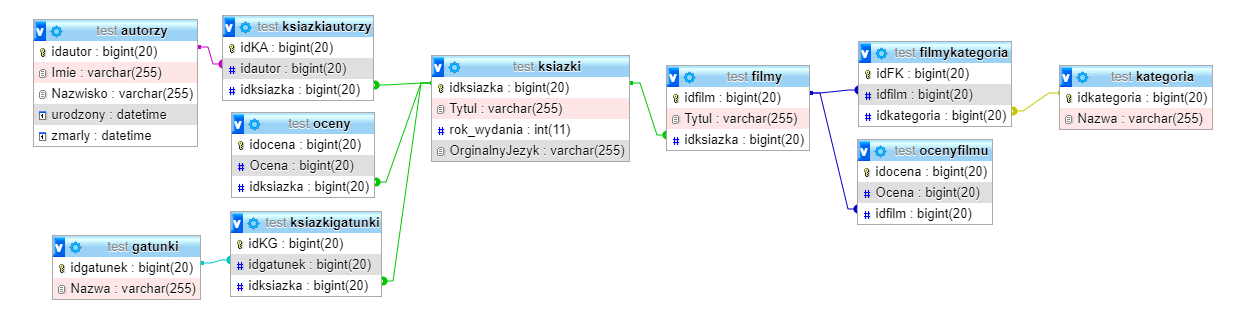 test autorzy
idautor : bigint(20)
Imie : varchar(255)
Nazwisko : varchar(255)
urodzony : datetime
zmarly : datetime
test ksiazkiautorzy
idKA : bigint(20)
idautor : bigint(20)
idksiazka : bigint(20)
test oceny
idocena : bigint(20)
Ocena : bigint(20)
idksiazka : bigint(20)
test gatunki
idgatunek : bigint(20)
Nazwa : varchar(255)
test ksiazkigatunki
idKG : bigint(20)
idgatunek : bigint(20)
idksiazka : bigint(20)
test ksiazki
idksiazka : bigint(20)
Tytul : varchar(255)
rok_wydania : int(11)
OrginalnyJezyk : varchar(255)
test filmy
idfilm : bigint(20)
Tytul : varchar(255)
idksiazka : bigint(20)
test filmykategoria
idFK : bigint(20)
idfilm : bigint(20)
idkategoria : bigint(20)
test ocenyfilmu
idocena : bigint(20)
Ocena : bigint(20)
idfilm : bigint(20)
test kategoria
idkategoria : bigint(20)
Nazwa : varchar(255)